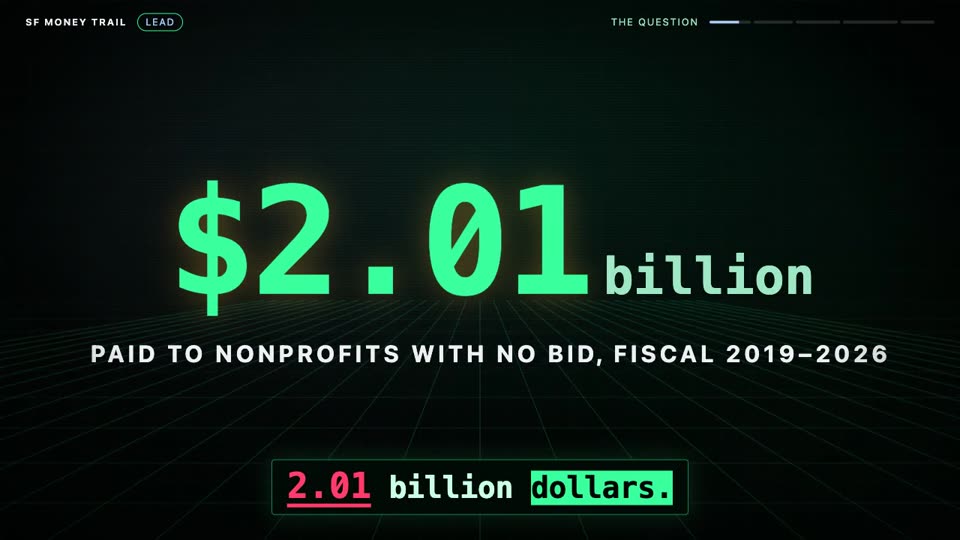 SF MONEY TRAIL LEAD THE QUESTION
$2.01 billion
PAID TO NONPROFITS WITH NO BID, FISCAL 2019–2026
2.01 billion dollars.